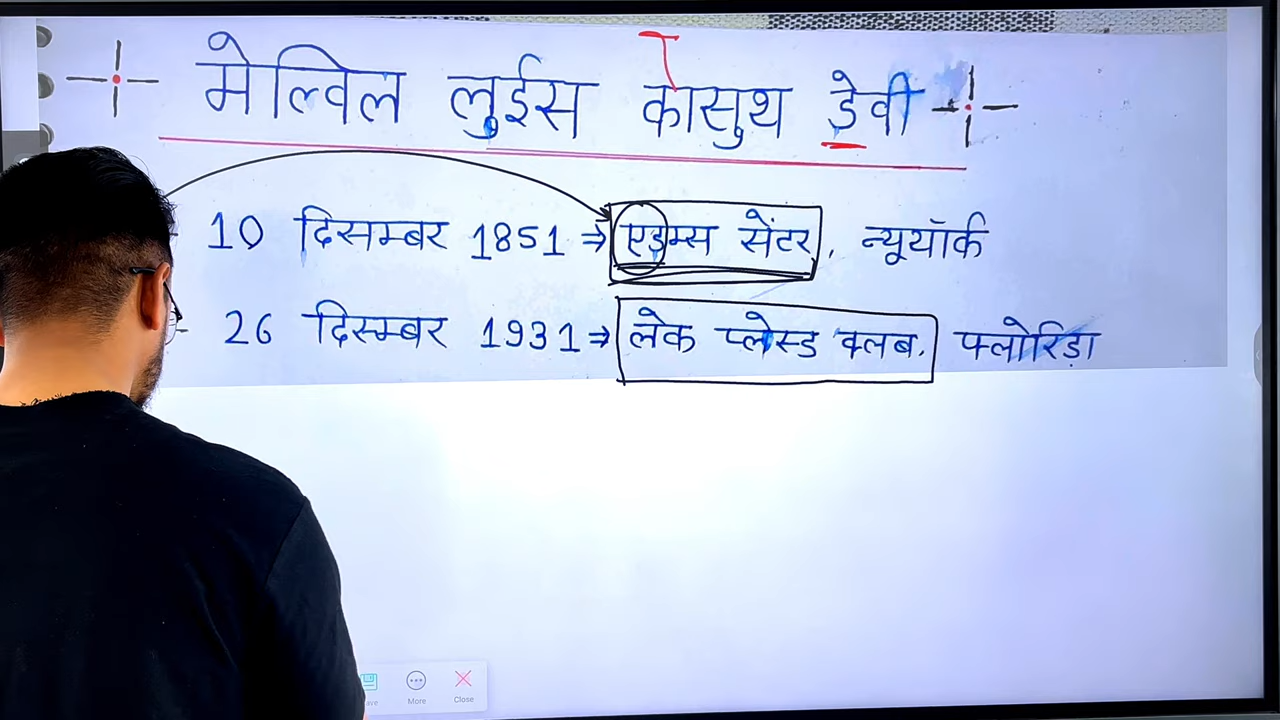 मेल्विल लुईस कोसुथ डेवी
10 दिसम्बर 1851 ⇒ एडम्स सेंटर, न्यूयॉर्क
- 26 दिसम्बर 1931 ⇒ लेक प्लेस्ड क्लब, फ्लोरिडा
More
Close